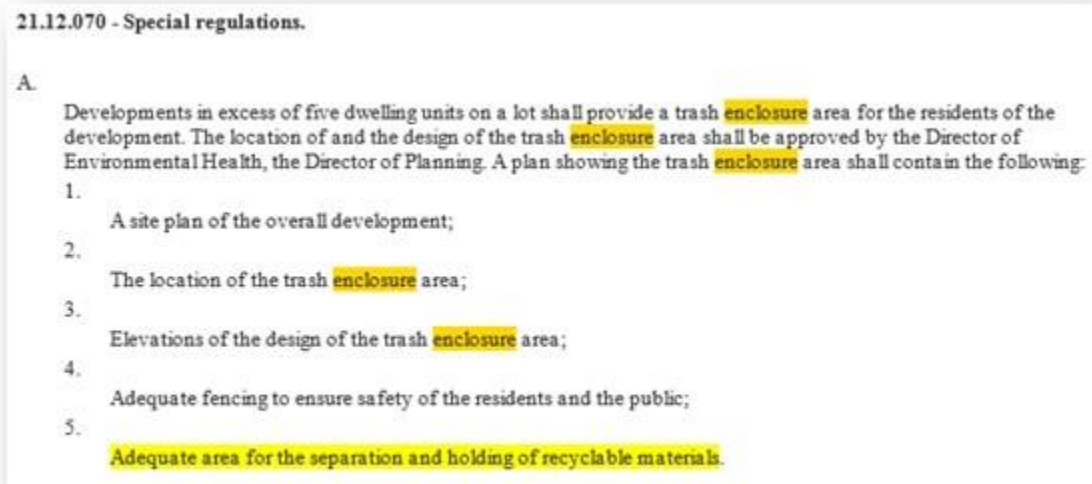 21.12.070 - Special regulations.
A.
Developments in excess of five dwelling units on a lot shall provide a trash enclosure area for the residents of the
development. The location of and the design of the trash enclosure area shall be approved by the Director of
Environmental Health, the Director of Planning. A plan showing the trash enclosure area shall contain the following:
1.
A site plan of the overall development;
2.
The location of the trash enclosure area;
3.
Elevations of the design of the trash enclosure area;
4.
Adequate fencing to ensure safety of the residents and the public;
5.
Adequate area for the separation and holding of recyclable materials.